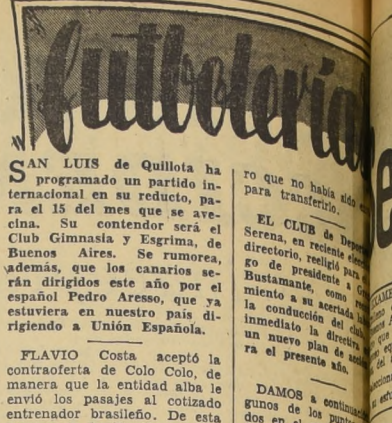 futbolería
SAN LUIS de Quillota ha
programado un partido in-
ternacional en su reducto, pa-
ra el 15 del mes que se ave-
cina. Su contendor será el
Club Gimnasia y Esgrima, de
Buenos Aires. Se rumorea,
además, que los canarios se-
rán dirigidos este año por el
español Pedro Aresso, que ya
estuviera en nuestro país di-
rigiendo a Unión Española.
FLAVIO Costa aceptó la
contraoferta de Colo Colo, de
manera que la entidad alba le
envió los pasajes al cotizado
entrenador brasileño. De esta
ro que no había sido
para transferirlo.
EL CLUB de
Serena, en reciente
directorio, reeligió para
go de presidente a
Bustamante, como
miento a su acertada
la conducción del
inmediato la directiva
un nuevo plan de
ra el presente año.
DAMOS a
gunos de los
dos en el